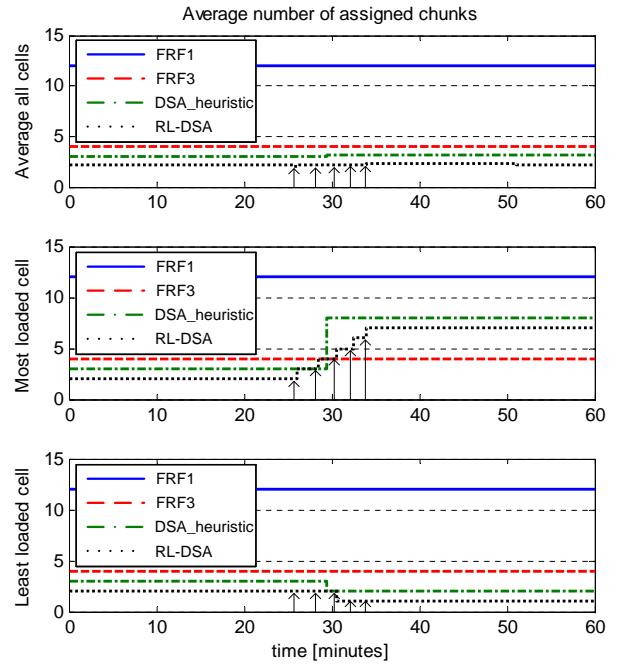 Average number of assigned chunks
15
10
5
0
Average all cells
FRF1
FRF3
DSA_heuristic
RL-DSA
0 10 20 30 40 50 60
15
10
5
0
Most loaded cell
FRF1
FRF3
DSA_heuristic
RL-DSA
0 10 20 30 40 50 60
15
10
5
0
Least loaded cell
FRF1
FRF3
DSA_heuristic
RL-DSA
0 10 20 30 40 50 60
time [minutes]